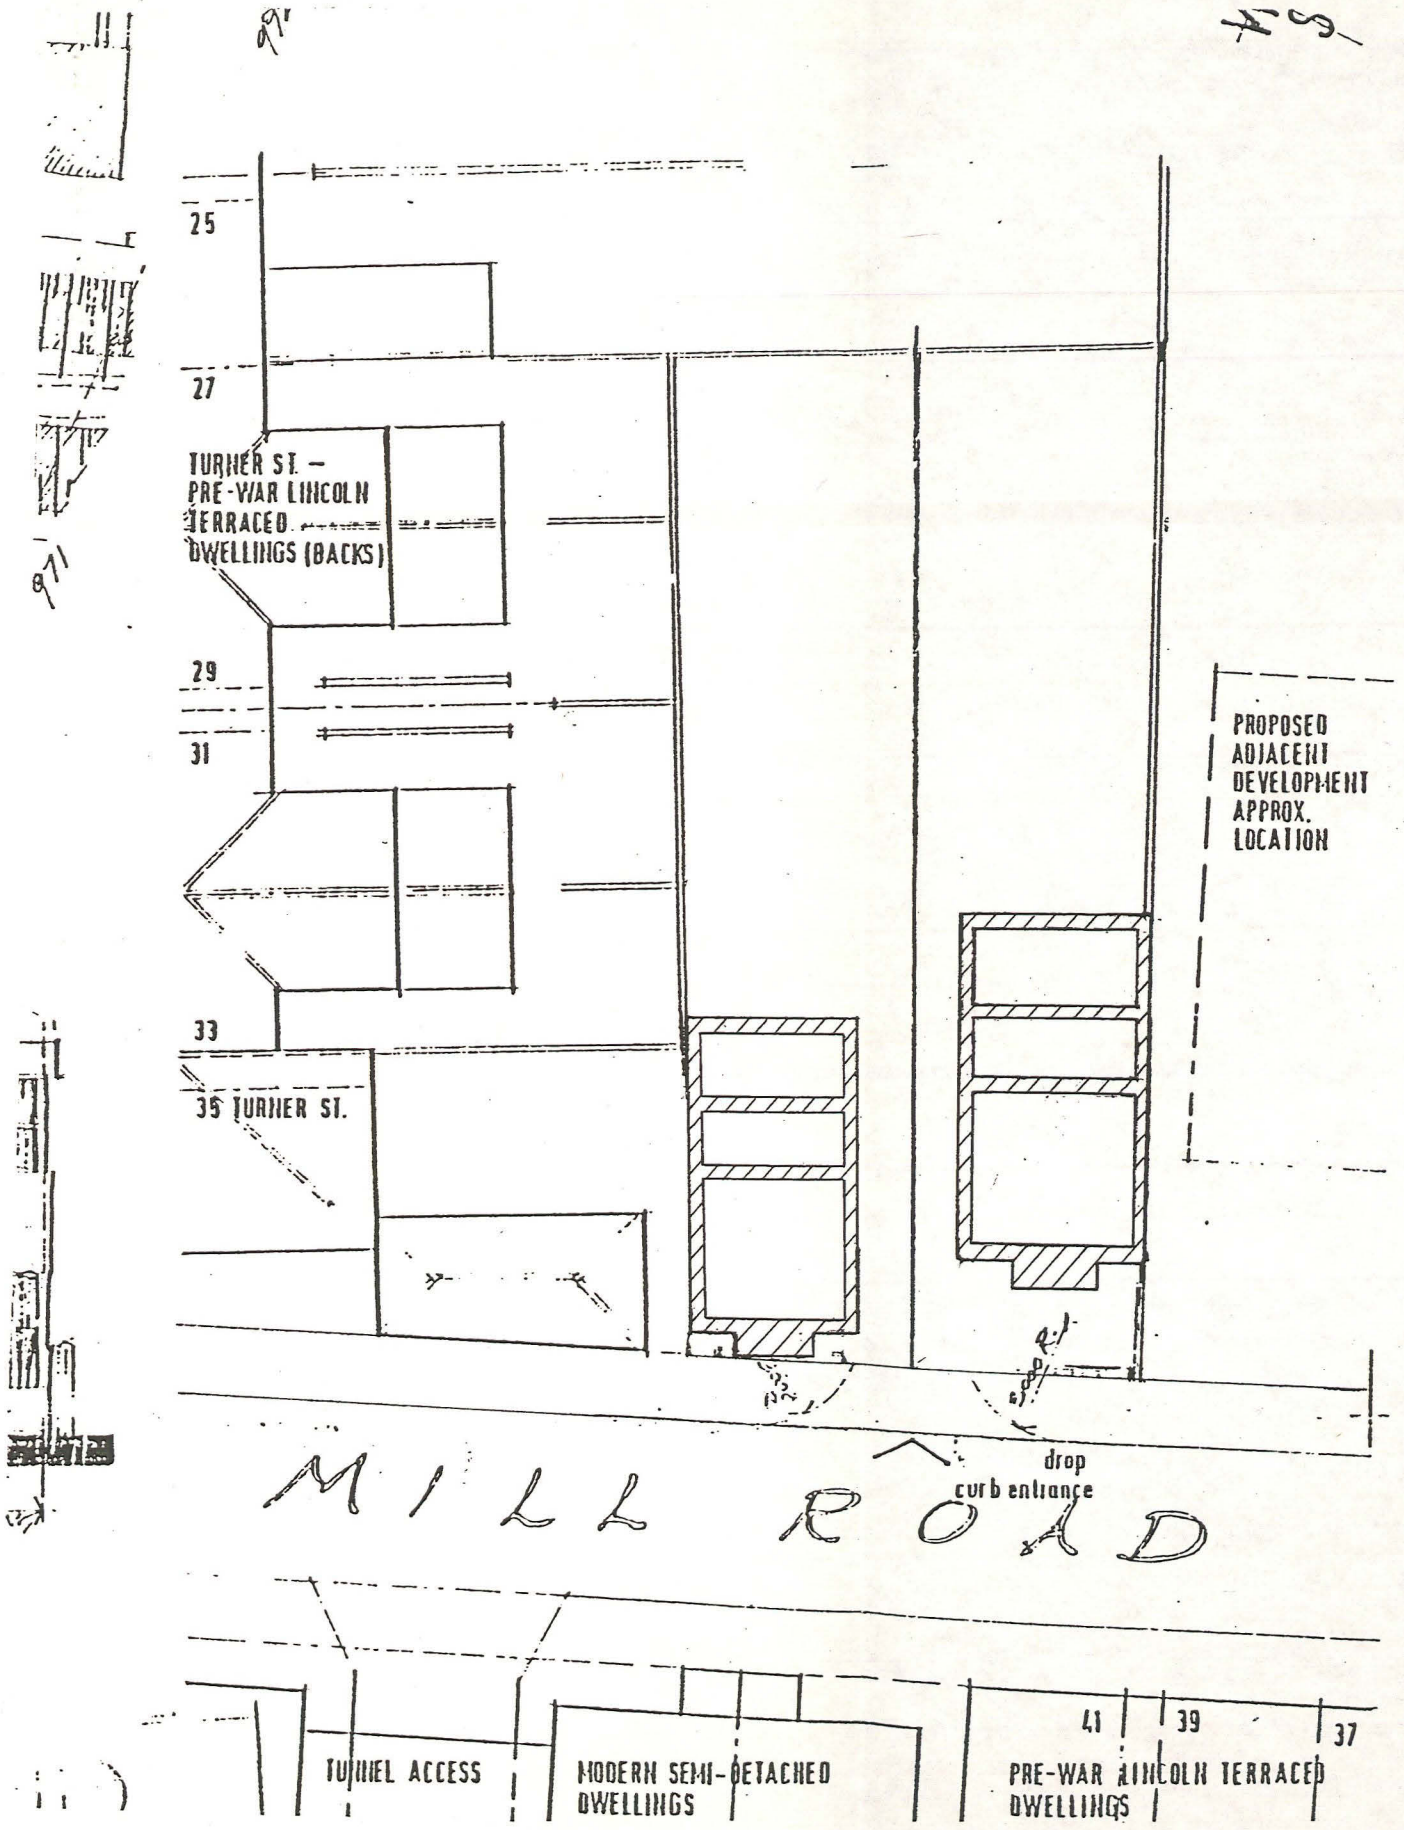 25
27
TURNER ST. –
PRE-WAR LINCOLN
TERRACED
DWELLINGS (BACKS)
971
29
31
PROPOSED
ADJACENT
DEVELOPMENT
APPROX.
LOCATION
33
35 TURNER ST.
MILL ROAD
drop
curb entrance
41
39
37
TUNNEL ACCESS
MODERN SEMI-DETACHED
DWELLINGS
PRE-WAR LINCOLN TERRACED
DWELLINGS